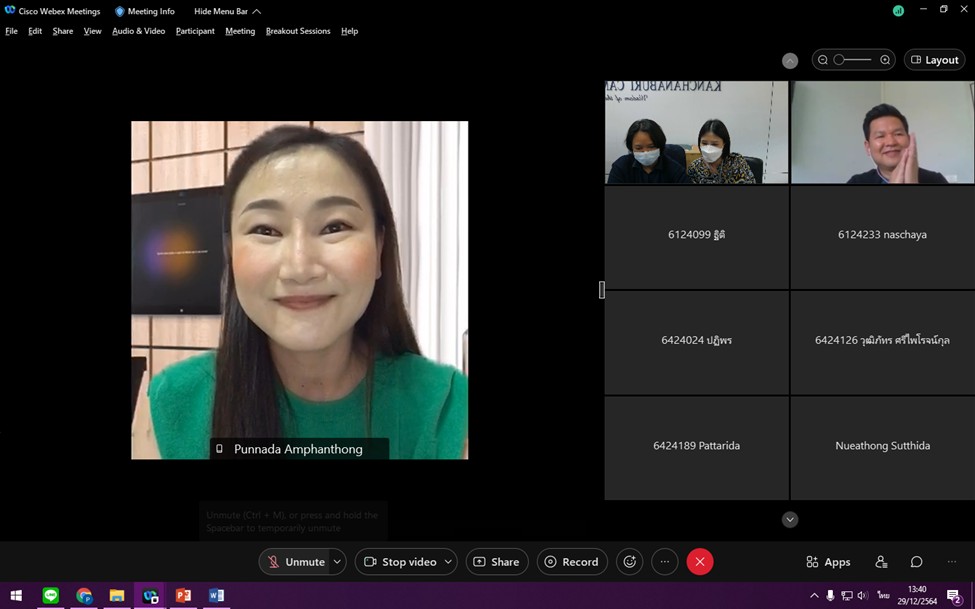 Cisco Webex Meetings
Meeting Info
Hide Menu Bar
File Edit Share View Audio & Video Participant Meeting Breakout Sessions Help
Layout
KANCHANABURI CAM
Punnada Amphanthong
6124099 ฐิติ
6124233 naschaya
6424024 ปฏิพร
6424126 วุฒิภัทร ศรีไพโรจน์กุล
6424189 Pattarida
Nueathong Sutthida
Unmute (Ctrl + M), or press and hold the
Spacebar to temporarily unmute
Unmute
Stop video
Share
Record
Apps
ไทย
13:40
29/12/2564
2